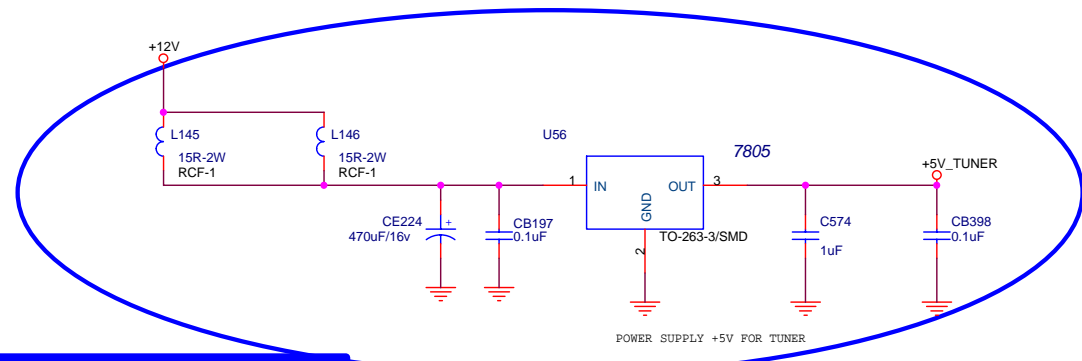 +12V
L145
15R-2W
RCF-1
L146
15R-2W
RCF-1
U56
7805
1
IN
OUT
3
GND
2
TO-263-3/SMD
+5V_TUNER
CE224
470uF/16v
+
CB197
0.1uF
C574
1uF
CB398
0.1uF
POWER SUPPLY +5V FOR TUNER